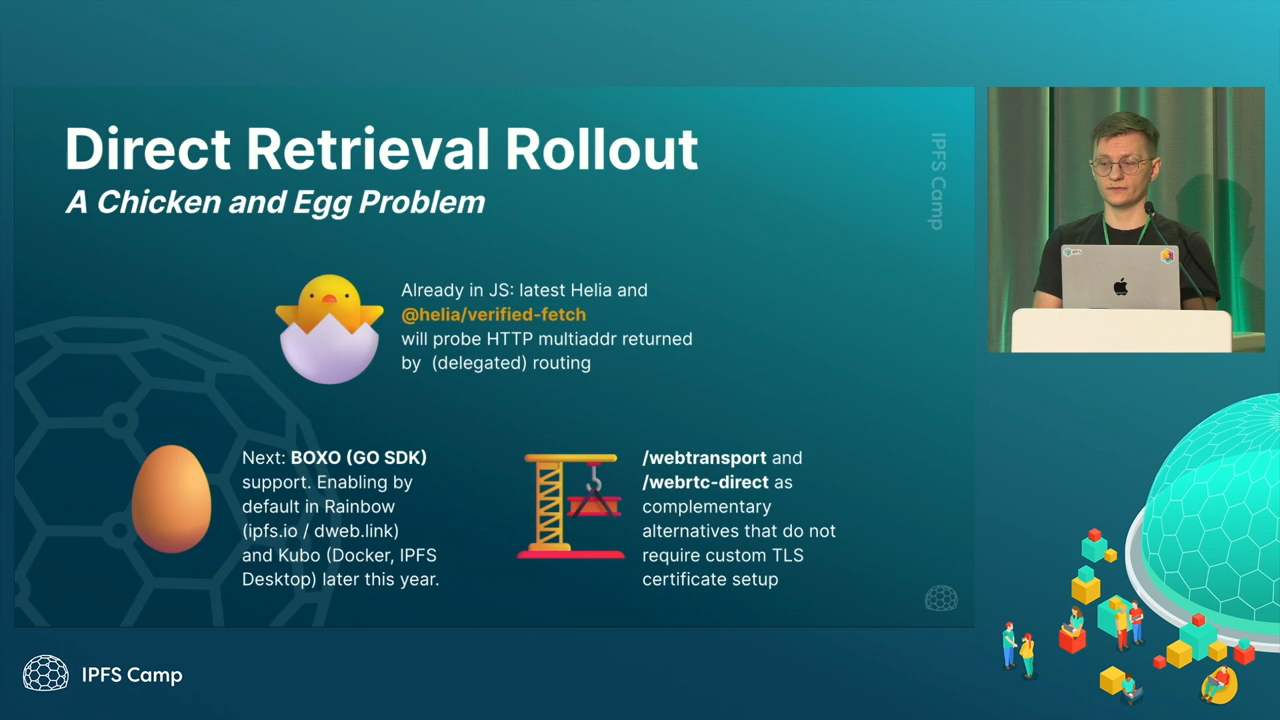 Direct Retrieval Rollout
A Chicken and Egg Problem
IPFS Camp
Already in JS: latest Helia and
@helia/verified-fetch
will probe HTTP multiaddr returned
by (delegated) routing
Next: BOXO (GO SDK)
support. Enabling by
default in Rainbow
(ipfs.io / dweb.link)
and Kubo (Docker, IPFS
Desktop) later this year.
/webtransport and
/webrtc-direct as
complementary
alternatives that do not
require custom TLS
certificate setup
IPFS
IPFS Camp